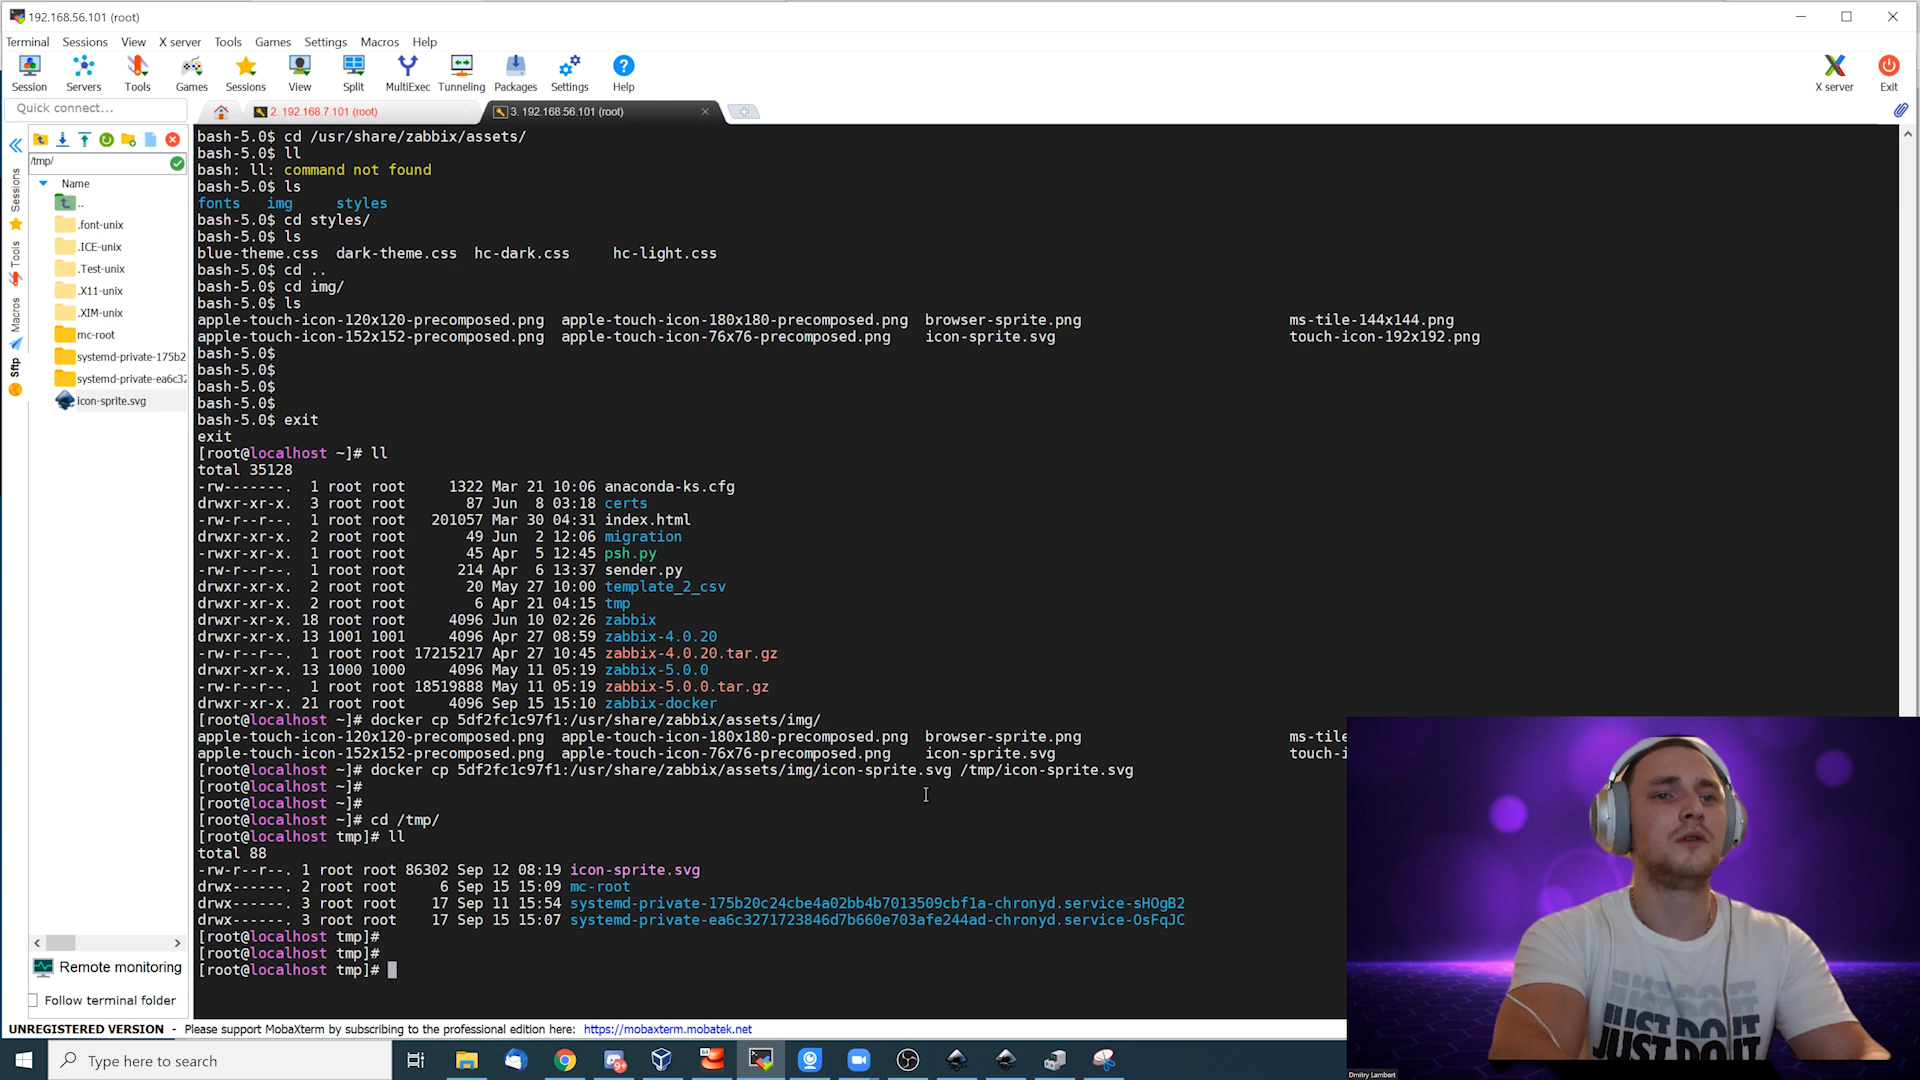 192.168.56.101 (root)
Terminal Sessions View X server Tools Games Settings Macros Help
Session Servers Tools Games Sessions View Split MultiExec Tunneling Packages Settings Help X server Exit
Quick connect...
2. 192.168.7.101 (root)
3. 192.168.56.101 (root)
/tmp/
Name
..
.font-unix
.ICE-unix
.Test-unix
.X11-unix
.XIM-unix
mc-root
systemd-private-175b2
systemd-private-ea6c32
icon-sprite.svg
Sessions
Tools
Macros
Sftp
Remote monitoring
Follow terminal folder
bash-5.0$ cd /usr/share/zabbix/assets/
bash-5.0$ ll
bash: ll: command not found
bash-5.0$ ls
fonts img styles
bash-5.0$ cd styles/
bash-5.0$ ls
blue-theme.css dark-theme.css hc-dark.css hc-light.css
bash-5.0$ cd ..
bash-5.0$ cd img/
bash-5.0$ ls
apple-touch-icon-120x120-precomposed.png apple-touch-icon-180x180-precomposed.png browser-sprite.png ms-tile-144x144.png
apple-touch-icon-152x152-precomposed.png apple-touch-icon-76x76-precomposed.png icon-sprite.svg touch-icon-192x192.png
bash-5.0$
bash-5.0$
bash-5.0$
bash-5.0$
bash-5.0$ exit
exit
[root@localhost ~]# ll
total 35128
-rw-------. 1 root root 1322 Mar 21 10:06 anaconda-ks.cfg
drwxr-xr-x. 3 root root 87 Jun 8 03:18 certs
-rw-r--r--. 1 root root 201057 Mar 30 04:31 index.html
drwxr-xr-x. 2 root root 49 Jun 2 12:06 migration
-rwxr-xr-x. 1 root root 45 Apr 5 12:45 psh.py
-rw-r--r--. 1 root root 214 Apr 6 13:37 sender.py
drwxr-xr-x. 2 root root 20 May 27 10:00 template_2_csv
drwxr-xr-x. 2 root root 6 Apr 21 04:15 tmp
drwxr-xr-x. 18 root root 4096 Jun 10 02:26 zabbix
drwxr-xr-x. 13 1001 1001 4096 Apr 27 08:59 zabbix-4.0.20
-rw-r--r--. 1 root root 17215217 Apr 27 10:45 zabbix-4.0.20.tar.gz
drwxr-xr-x. 13 1000 1000 4096 May 11 05:19 zabbix-5.0.0
-rw-r--r--. 1 root root 18519888 May 11 05:19 zabbix-5.0.0.tar.gz
drwxr-xr-x. 21 root root 4096 Sep 15 15:10 zabbix-docker
[root@localhost ~]# docker cp 5df2fc1c97f1:/usr/share/zabbix/assets/img/
apple-touch-icon-120x120-precomposed.png apple-touch-icon-180x180-precomposed.png browser-sprite.png ms-tile
apple-touch-icon-152x152-precomposed.png apple-touch-icon-76x76-precomposed.png icon-sprite.svg touch-i
[root@localhost ~]# docker cp 5df2fc1c97f1:/usr/share/zabbix/assets/img/icon-sprite.svg /tmp/icon-sprite.svg
[root@localhost ~]#
[root@localhost ~]#
[root@localhost ~]# cd /tmp/
[root@localhost tmp]# ll
total 88
-rw-r--r--. 1 root root 86302 Sep 12 08:19 icon-sprite.svg
drwx------. 2 root root 6 Sep 15 15:09 mc-root
drwx------. 3 root root 17 Sep 11 15:54 systemd-private-175b20c24cbe4a02bb4b7013509cbf1a-chronyd.service-sHOgB2
drwx------. 3 root root 17 Sep 15 15:07 systemd-private-ea6c3271723846d7b660e703afe244ad-chronyd.service-OsFqJC
[root@localhost tmp]#
[root@localhost tmp]#
[root@localhost tmp]#
UNREGISTERED VERSION - Please support MobaXterm by subscribing to the professional edition here: https://mobaxterm.mobatek.net
JUST DO IT
JUST DO IT
Dmitry Lambert
Type here to search
9+